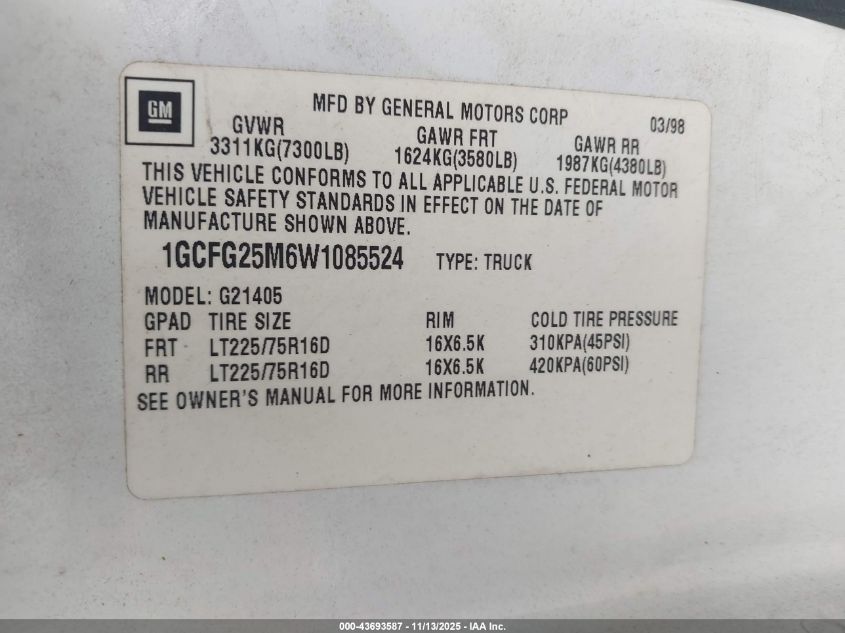 GM
MFD BY GENERAL MOTORS CORP 03/98
GVWR GAWR FRT GAWR RR
3311KG(7300LB) 1624KG(3580LB) 1987KG(4380LB)
THIS VEHICLE CONFORMS TO ALL APPLICABLE U.S. FEDERAL MOTOR
VEHICLE SAFETY STANDARDS IN EFFECT ON THE DATE OF
MANUFACTURE SHOWN ABOVE.
1GCFG25M6W1085524 TYPE: TRUCK
MODEL: G21405
GPAD TIRE SIZE RIM COLD TIRE PRESSURE
FRT LT225/75R16D 16X6.5K 310KPA(45PSI)
RR LT225/75R16D 16X6.5K 420KPA(60PSI)
SEE OWNER'S MANUAL FOR MORE INFORMATION.
000-43693587 - 11/13/2025 - IAA Inc.